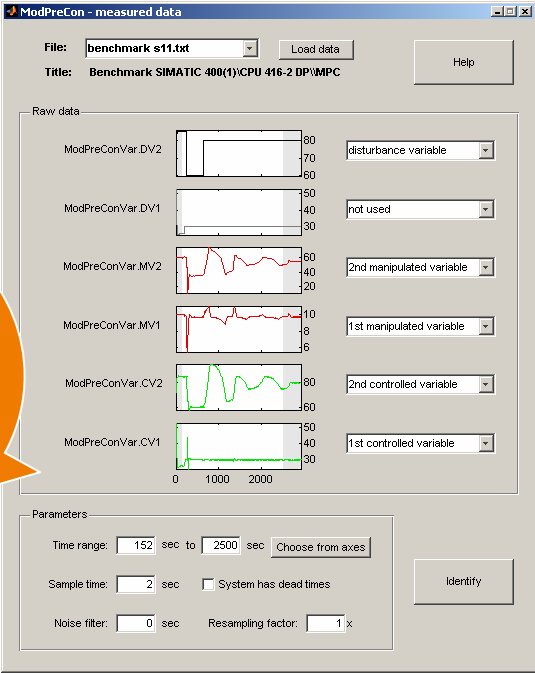 ModPreCon - measured data
File: benchmark s11.txt Load data Help
Title: Benchmark SIMATIC 400(1)\CPU 416-2 DP\\MPC
Raw data
ModPreConVar.DV2 80 70 60 disturbance variable
ModPreConVar.DV1 50 40 30 not used
ModPreConVar.MV2 60 40 20 2nd manipulated variable
ModPreConVar.MV1 10 8 6 1st manipulated variable
ModPreConVar.CV2 80 60 2nd controlled variable
ModPreConVar.CV1 50 40 30 1st controlled variable
0 1000 2000
Parameters
Time range: 152 sec to 2500 sec Choose from axes
Sample time: 2 sec System has dead times Identify
Noise filter: 0 sec Resampling factor: 1 x